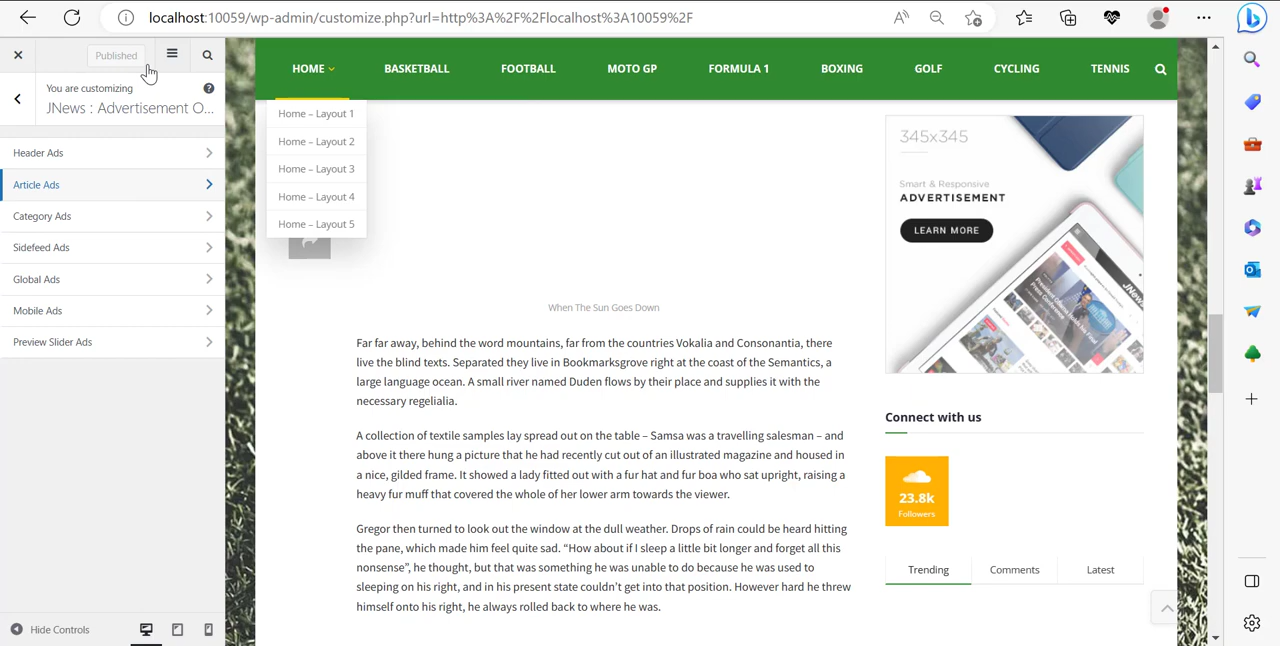 localhost:10059/wp-admin/customize.php?url=http%3A%2F%2Flocalhost%3A10059%2F
Published
You are customizing
JNews : Advertisement O...
Header Ads
Article Ads
Category Ads
Sidefeed Ads
Global Ads
Mobile Ads
Preview Slider Ads
Hide Controls
HOME BASKETBALL FOOTBALL MOTO GP FORMULA 1 BOXING GOLF CYCLING TENNIS
Home – Layout 1
Home – Layout 2
Home – Layout 3
Home – Layout 4
Home – Layout 5
When The Sun Goes Down
Far far away, behind the word mountains, far from the countries Vokalia and Consonantia, there
live the blind texts. Separated they live in Bookmarksgrove right at the coast of the Semantics, a
large language ocean. A small river named Duden flows by their place and supplies it with the
necessary regelialia.
A collection of textile samples lay spread out on the table – Samsa was a travelling salesman – and
above it there hung a picture that he had recently cut out of an illustrated magazine and housed in
a nice, gilded frame. It showed a lady fitted out with a fur hat and fur boa who sat upright, raising a
heavy fur muff that covered the whole of her lower arm towards the viewer.
Gregor then turned to look out the window at the dull weather. Drops of rain could be heard hitting
the pane, which made him feel quite sad. “How about if I sleep a little bit longer and forget all this
nonsense”, he thought, but that was something he was unable to do because he was used to
sleeping on his right, and in his present state couldn’t get into that position. However hard he threw
himself onto his right, he always rolled back to where he was.
345x345
Smart & Responsive
ADVERTISEMENT
LEARN MORE
Connect with us
23.8k
Followers
Trending Comments Latest